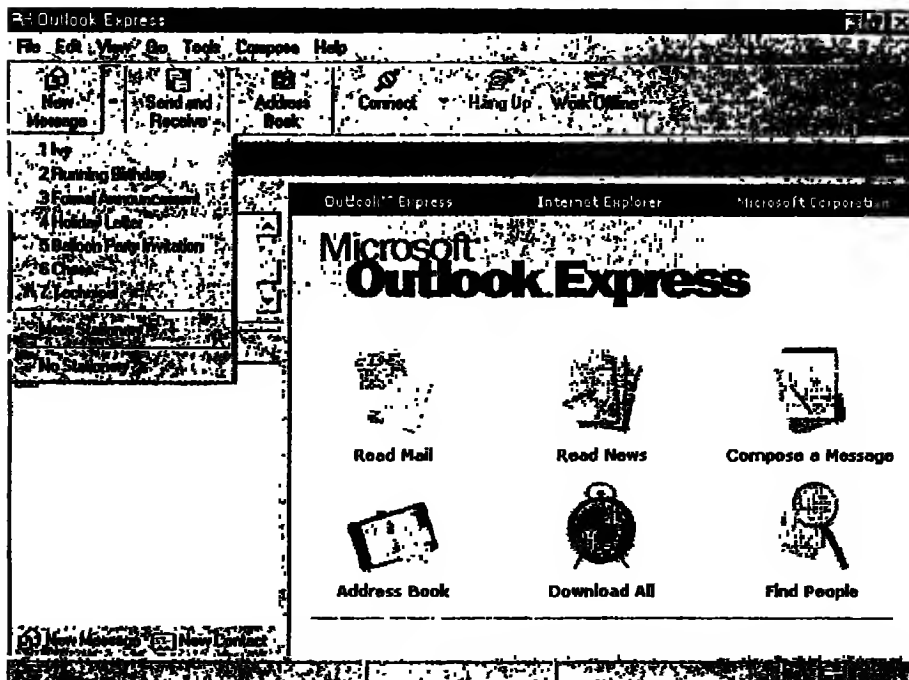 Outlook Express
File Edit View Go Tools Compose Help
New Message Send and Receive Address Book Connect Hang Up Work Offline
1 Ivy
2 Running Birthday
3 Formal Announcement
4 Holiday Letter
5 Balloon Party Invitation
6 Chess
7 Technical
More Stationery
No Stationery
Outlook™ Express Internet Explorer Microsoft Corporation
Microsoft
Outlook Express
Read Mail Read News Compose a Message
Address Book Download All Find People
New Message New Contact